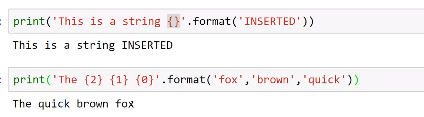 print('This is a string {}'.format('INSERTED'))
This is a string INSERTED
print('The {2} {1} {0}'.format('fox','brown','quick'))
The quick brown fox